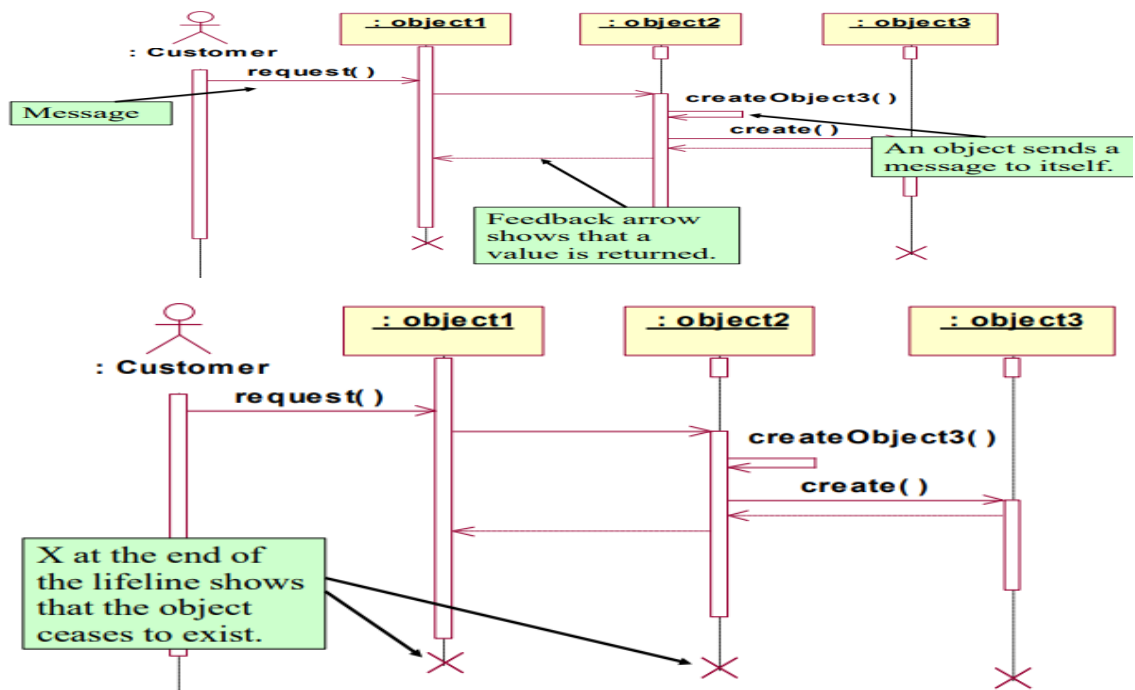 : object1
: object2
: object3
: Customer
request( )
Message
createObject3( )
create( )
An object sends a
message to itself.
Feedback arrow
shows that a
value is returned.
: object1
: object2
: object3
: Customer
request( )
createObject3( )
create( )
X at the end of
the lifeline shows
that the object
ceases to exist.